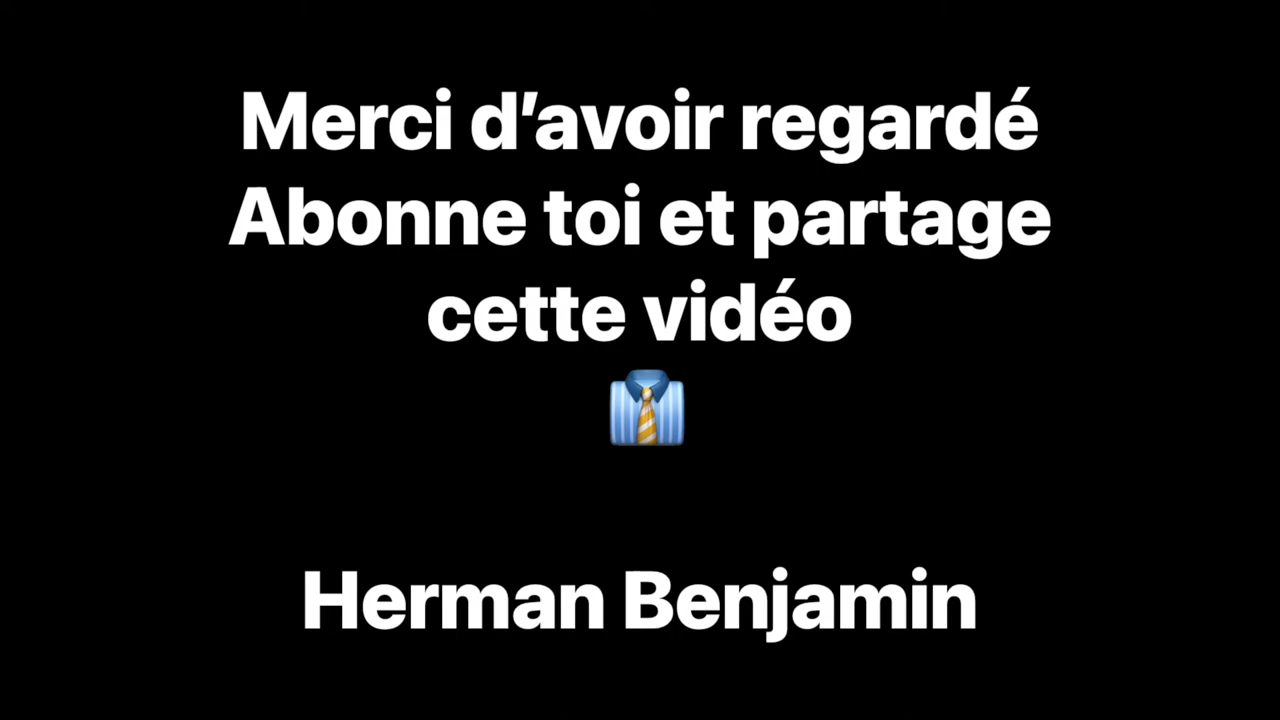 Merci d’avoir regardé
Abonne toi et partage
cette vidéo
👔
Herman Benjamin